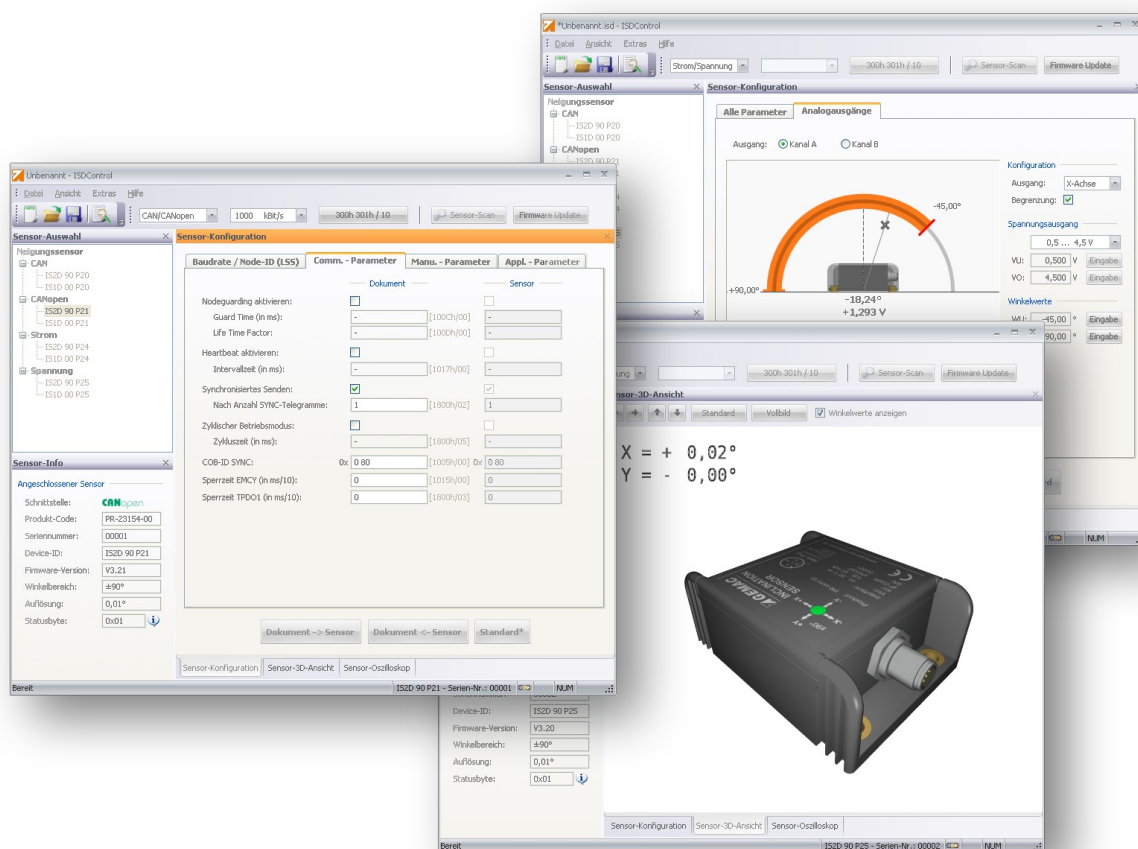 *Unbenannt.isd - ISDControl
Datei Ansicht Extras Hilfe
Strom/Spannung 300h 301h / 10 Sensor-Scan Firmware Update
Sensor-Auswahl
Sensor-Konfiguration
Neigungssensor
CAN
IS2D 90 P20
IS1D 00 P20
CANopen
IS2D 90 P21
Alle Parameter Analogausgänge
Ausgang: Kanal A Kanal B
-45,00°
+90,00°
-18,24°
+1,293 V
Konfiguration
Ausgang: X-Achse
Begrenzung:
Spannungsausgang
0,5 ... 4,5 V
VU: 0,500 V Eingabe
VO: 4,500 V Eingabe
Winkelwerte
WU: -45,00 ° Eingabe
90,00 ° Eingabe
NUM
Unbenannt - ISDControl
Datei Ansicht Extras Hilfe
CAN/CANopen 1000 kBit/s 300h 301h / 10 Sensor-Scan Firmware Update
Sensor-Auswahl
Neigungssensor
CAN
IS2D 90 P20
IS1D 00 P20
CANopen
IS2D 90 P21
IS1D 00 P21
Strom
IS2D 90 P24
IS1D 00 P24
Spannung
IS2D 90 P25
IS1D 00 P25
Sensor-Info
Angeschlossener Sensor
Schnittstelle: CANopen
Produkt-Code: PR-23154-00
Seriennummer: 00001
Device-ID: IS2D 90 P21
Firmware-Version: V3.21
Winkelbereich: ±90°
Auflösung: 0,01°
Statusbyte: 0x01
Sensor-Konfiguration
Baudrate / Node-ID (LSS) Comm. - Parameter Manu. - Parameter Appl. - Parameter
Dokument Sensor
Nodeguarding aktivieren:
Guard Time (in ms): - [100Ch/00] -
Life Time Factor: - [100Dh/00] -
Heartbeat aktivieren:
Intervallzeit (in ms): - [1017h/00] -
Synchronisiertes Senden:
Nach Anzahl SYNC-Telegramme: 1 [1800h/02] 1
Zyklischer Betriebsmodus:
Zykluszeit (in ms): - [1800h/05] -
COB-ID SYNC: 0x 0 80 [1005h/00] 0x 0 80
Sperrzeit EMCY (in ms/10): 0 [1015h/00] 0
Sperrzeit TPDO1 (in ms/10): 0 [1800h/03] 0
Dokument -> Sensor Dokument <- Sensor Standard*
Sensor-Konfiguration Sensor-3D-Ansicht Sensor-Oszilloskop
Bereit IS2D 90 P21 - Serien-Nr.: 00001 NUM
300h 301h / 10 Sensor-Scan Firmware Update
nsor-3D-Ansicht
Standard Vollbild Winkelwerte anzeigen
X = + 0,02°
Y = - 0,00°
GEMAC
INCLINATION
SENSOR
Device-ID: IS2D 90 P25
Firmware-Version: V3.20
Winkelbereich: ±90°
Auflösung: 0,01°
Statusbyte: 0x01
Sensor-Konfiguration Sensor-3D-Ansicht Sensor-Oszilloskop
Bereit IS2D 90 P25 - Serien-Nr.: 00002 NUM